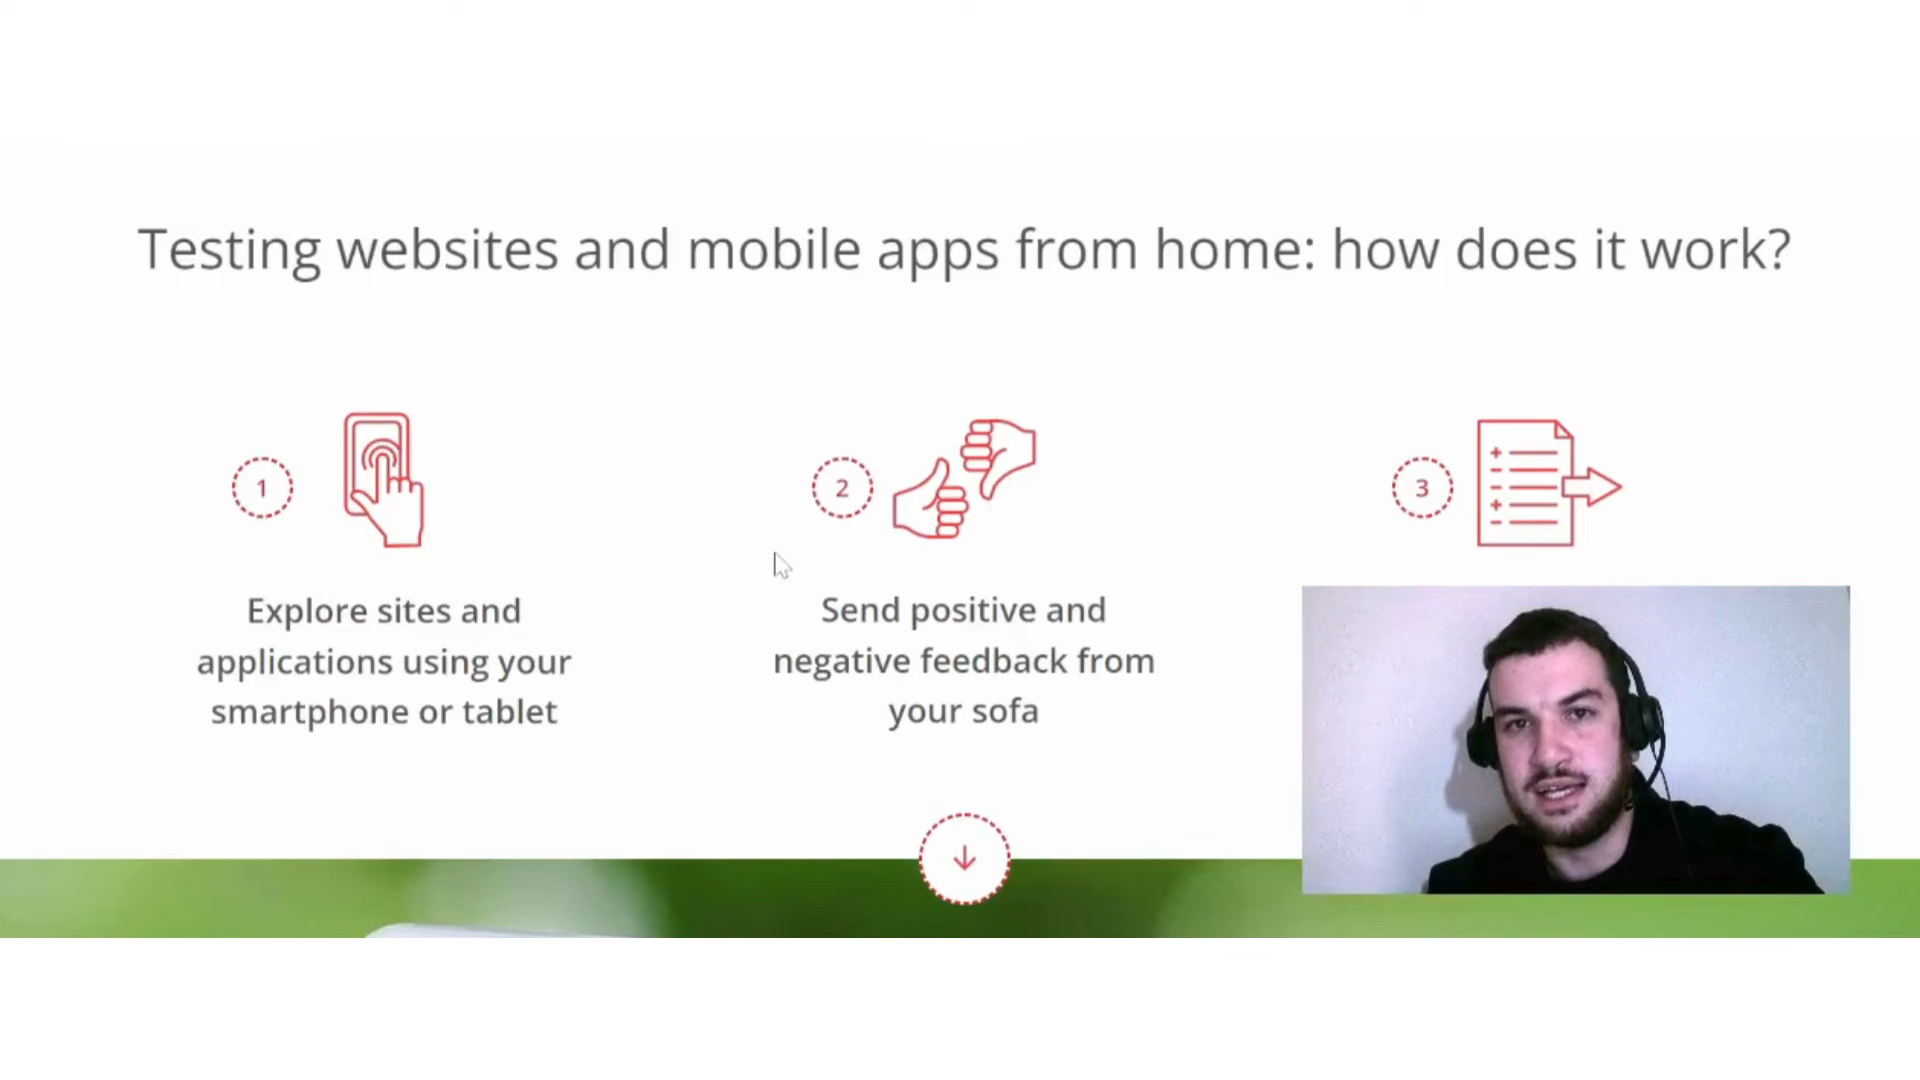 Testing websites and mobile apps from home: how does it work?
1
2
3
Explore sites and
applications using your
smartphone or tablet
Send positive and
negative feedback from
your sofa